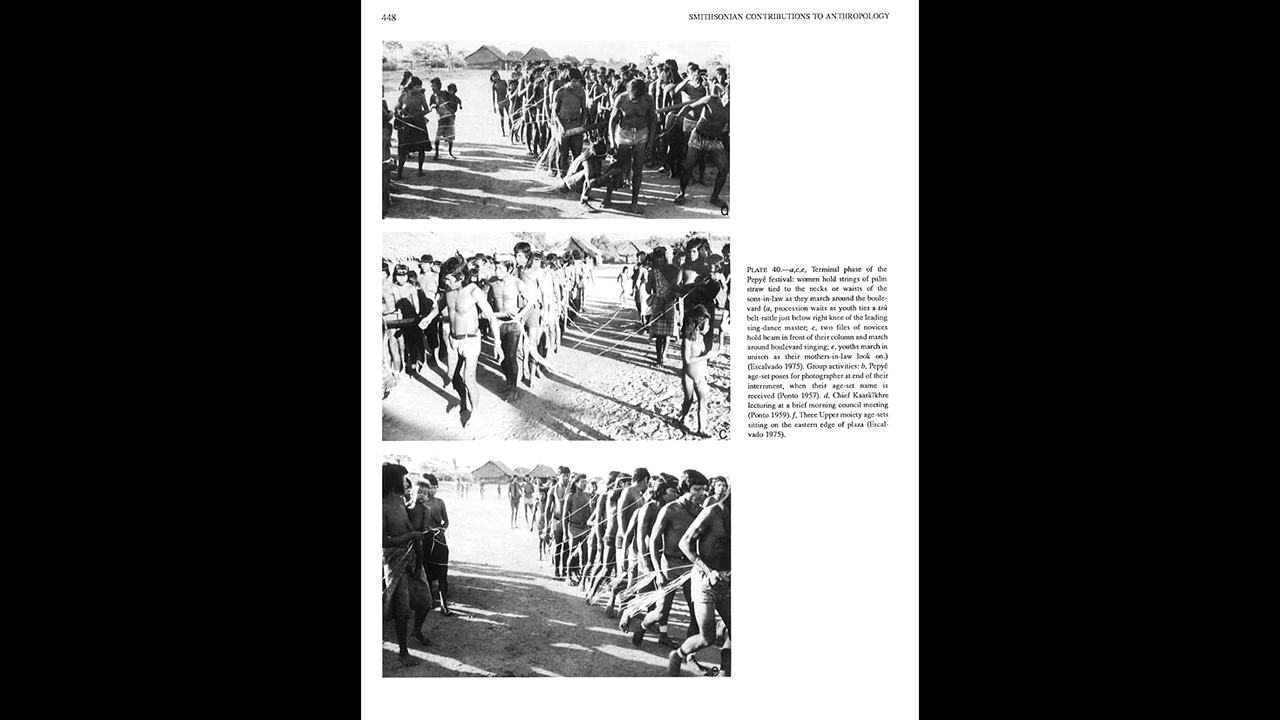 448
SMITHSONIAN CONTRIBUTIONS TO ANTHROPOLOGY
a
c
e
PLATE 40.—a,c,e, Terminal phase of the
Pepyê festival: women hold strings of palm
straw tied to the necks or waists of the
sons-in-law as they march around the boule-
vard (a, procession waits as youth ties a tsù
belt-rattle just below right knee of the leading
sing-dance master; c, two files of novices
hold beam in front of their column and march
around boulevard singing; e, youths march in
unison as their mothers-in-law look on.)
(Escalvado 1975). Group activities: b, Pepyê
age-set poses for photographer at end of their
internment, when their age-set name is
received (Ponto 1957). d, Chief Kaarà?khre
lecturing at a brief morning council meeting
(Ponto 1959). f, Three Upper moiety age-sets
sitting on the eastern edge of plaza (Escal-
vado 1975).